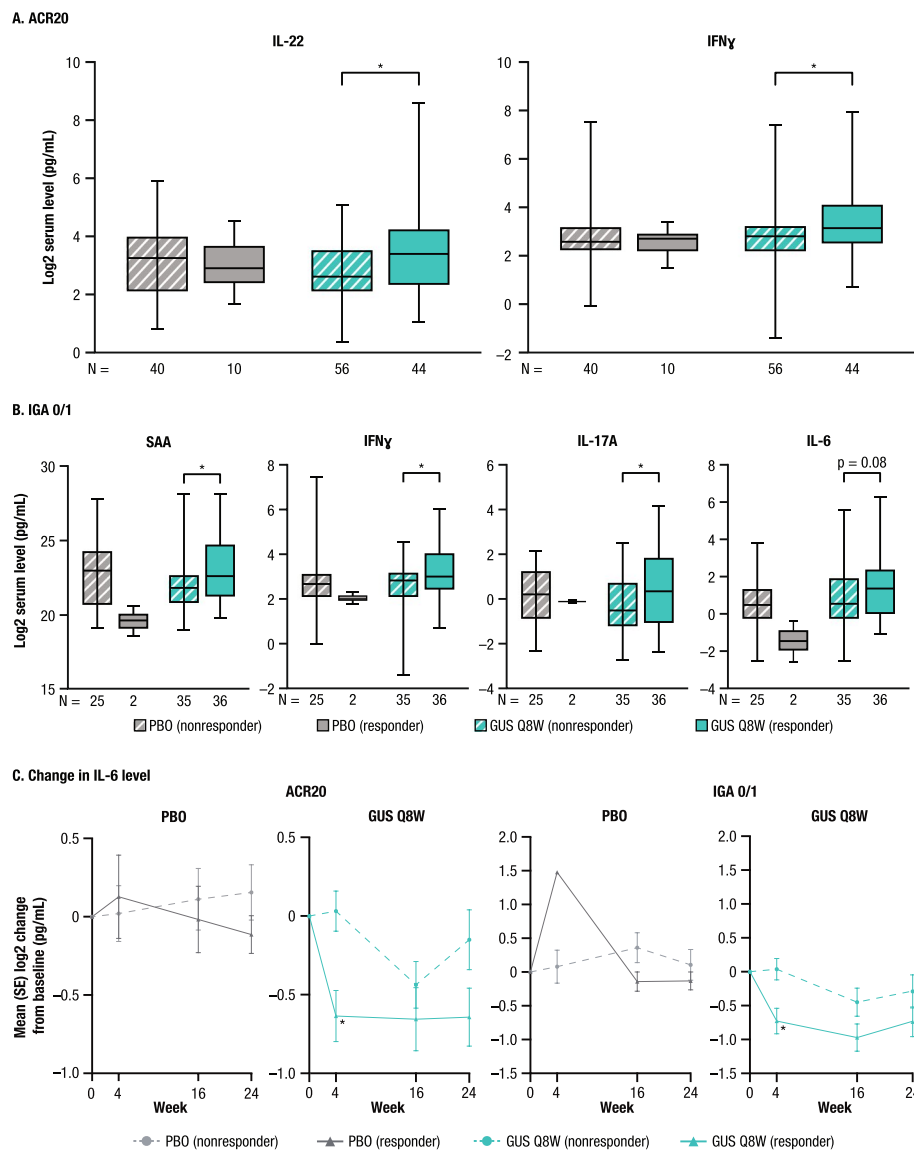 A. ACR20
IL-22
IFNɣ
Log2 serum level (pg/mL)
10
8
6
4
2
0
*
N =
40
10
56
44
10
8
6
4
2
0
–2
*
N =
40
10
56
44
B. IGA 0/1
SAA
IFNɣ
IL-17A
IL-6
Log2 serum level (pg/mL)
30
25
20
15
*
N = 25 2 35 36
8
6
4
2
0
–2
*
N = 25 2 35 36
6
4
2
0
–2
–4
*
N = 25 2 35 36
8
6
4
2
0
–2
–4
p = 0.08
N = 25 2 35 36
PBO (nonresponder) PBO (responder) GUS Q8W (nonresponder) GUS Q8W (responder)
C. Change in IL-6 level
ACR20
IGA 0/1
PBO
GUS Q8W
PBO
GUS Q8W
Mean (SE) log2 change
from baseline (pg/mL)
0.5
0
–0.5
–1.0
0 4 16 24
Week
0.5
0
–0.5
–1.0
*
0 4 16 24
Week
2.0
1.5
1.0
0.5
0
–0.5
–1.0
–1.5
0 4 16 24
Week
2.0
1.5
1.0
0.5
0
–0.5
–1.0
–1.5
*
0 4 16 24
Week
PBO (nonresponder) PBO (responder) GUS Q8W (nonresponder) GUS Q8W (responder)